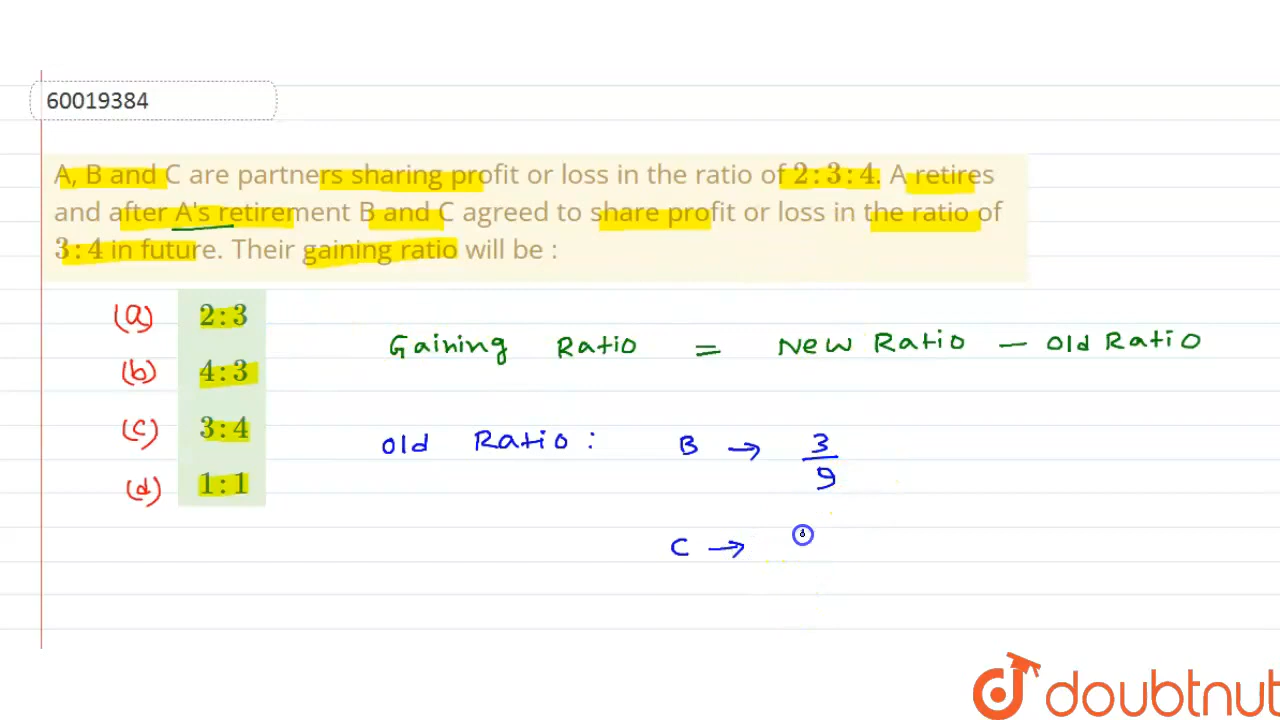 60019384
A, B and C are partners sharing profit or loss in the ratio of 2 : 3 : 4. A retires
and after A's retirement B and C agreed to share profit or loss in the ratio of
3 : 4 in future. Their gaining ratio will be :
(a) 2 : 3
Gaining Ratio = New Ratio - Old Ratio
(b) 4 : 3
(c) 3 : 4
Old Ratio : B → 3/9
(d) 1 : 1
C →
doubtnut